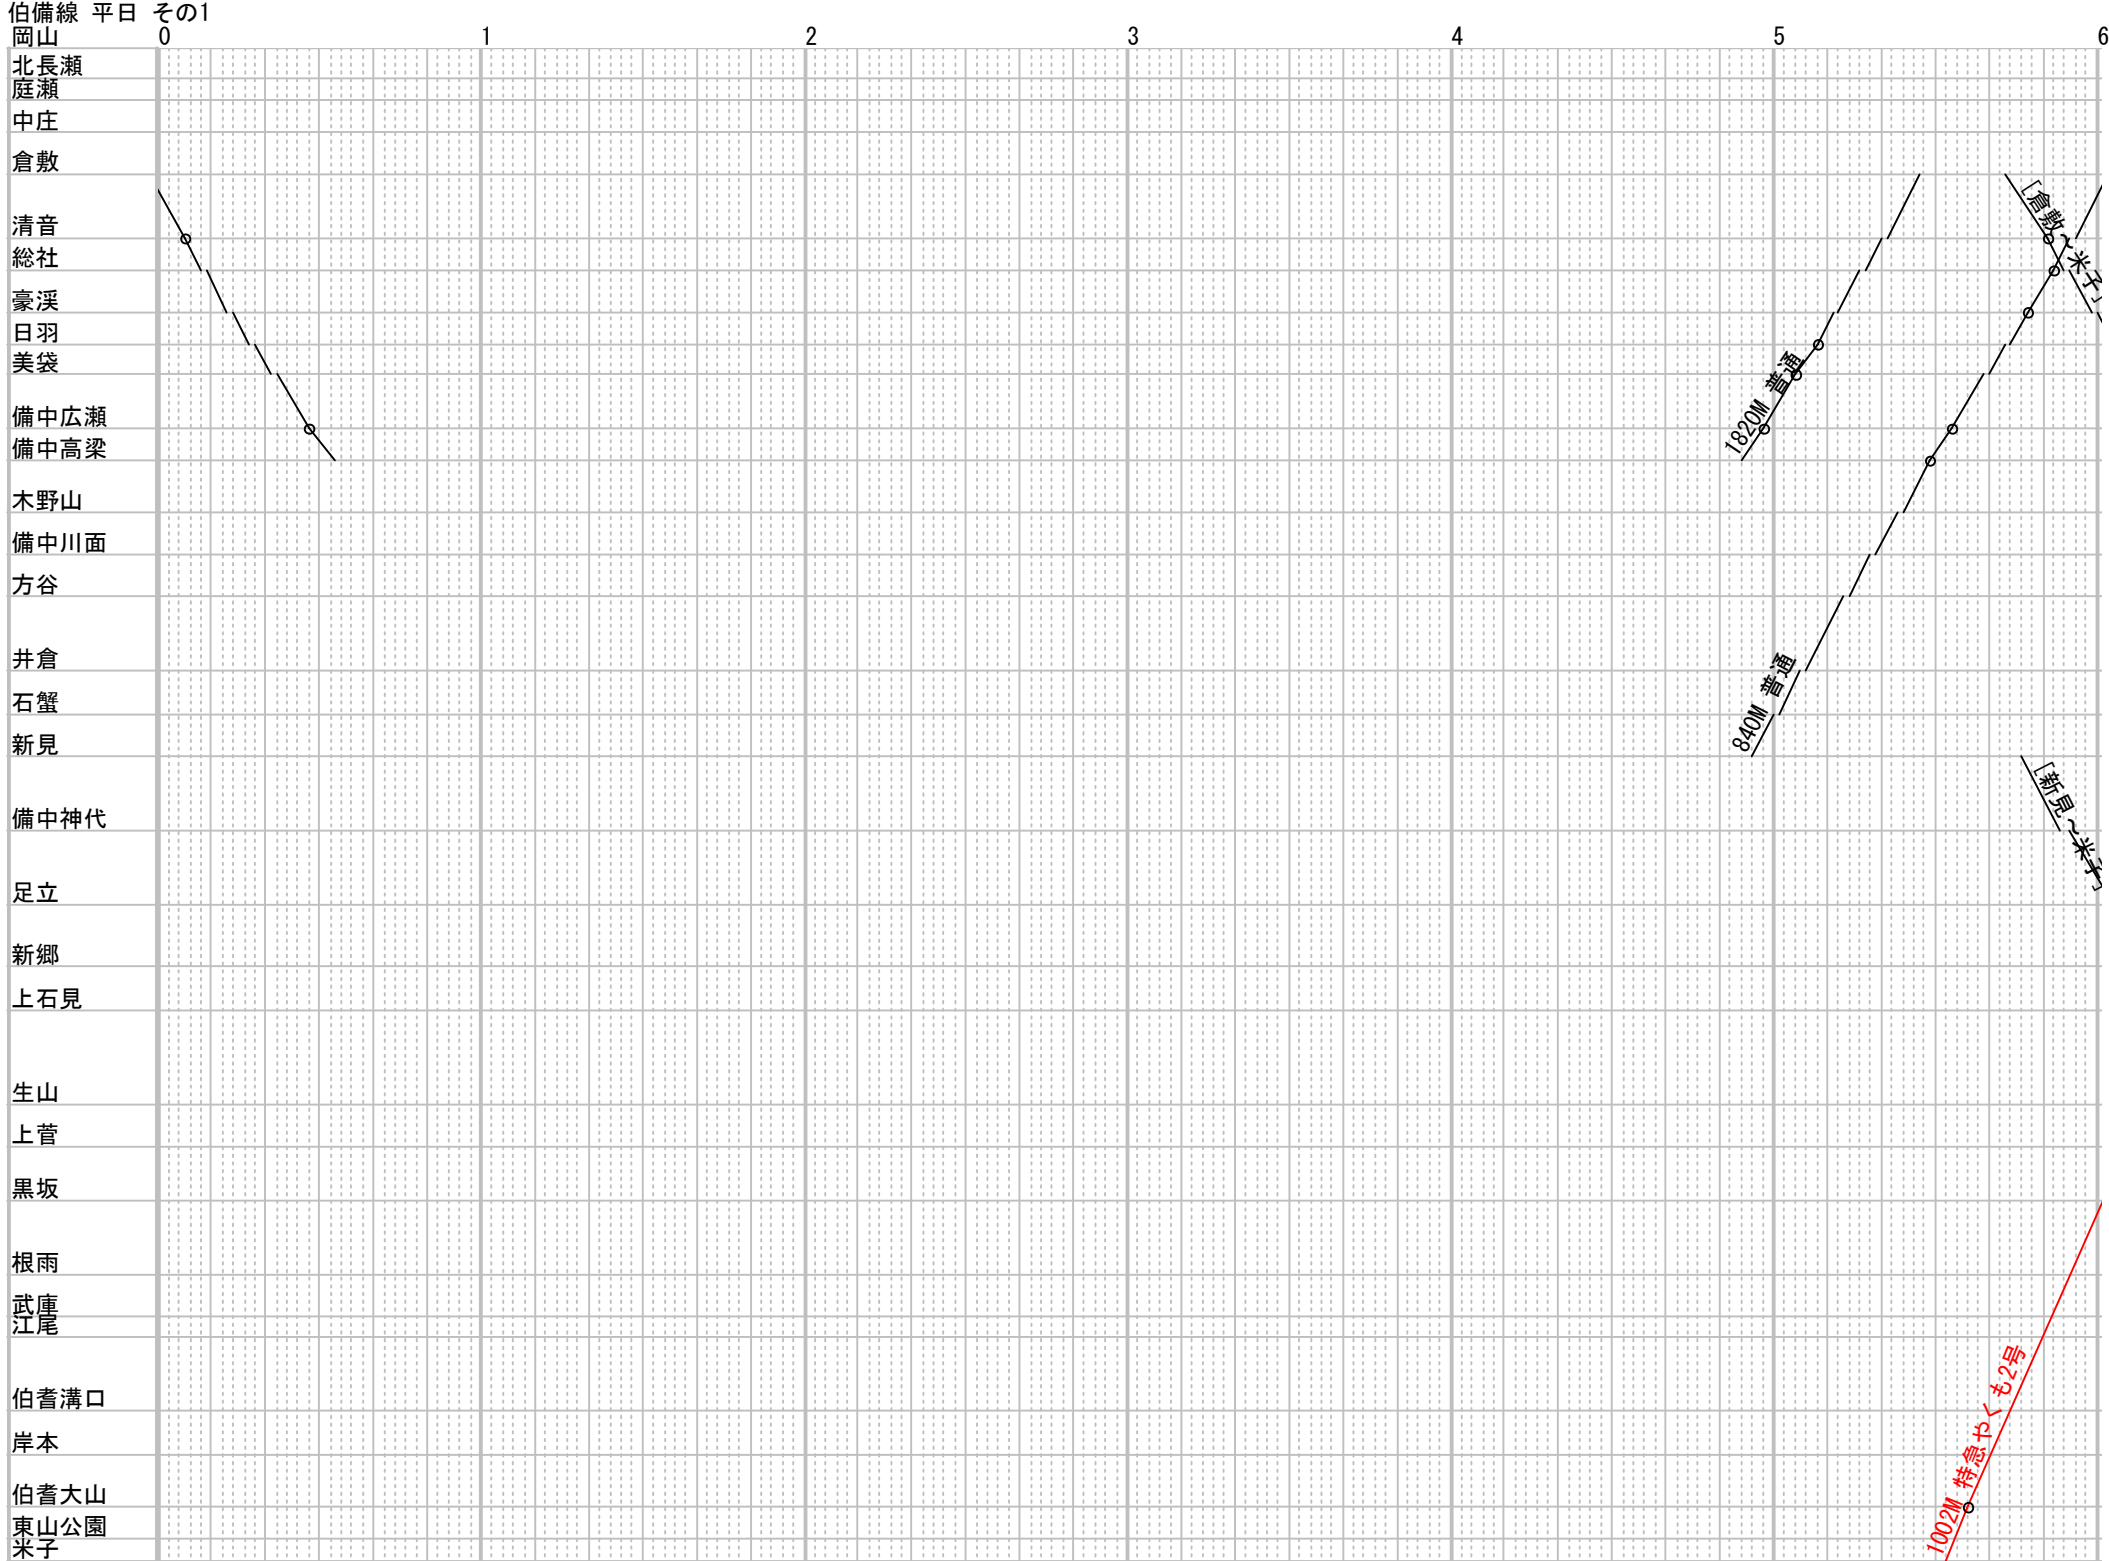 伯備線 平日 その1
岡山 0 1 2 3 4 5 6
北長瀬
庭瀬
中庄
倉敷
[倉敷～米子]
清音
総社
豪渓
日羽
美袋
1820M 普通
備中広瀬
備中高梁
木野山
備中川面
方谷
井倉
840M 普通
石蟹
新見
[新見～米子]
備中神代
足立
新郷
上石見
生山
上菅
黒坂
根雨
武庫
江尾
伯耆溝口
1002M 特急やくも2号
岸本
伯耆大山
東山公園
米子